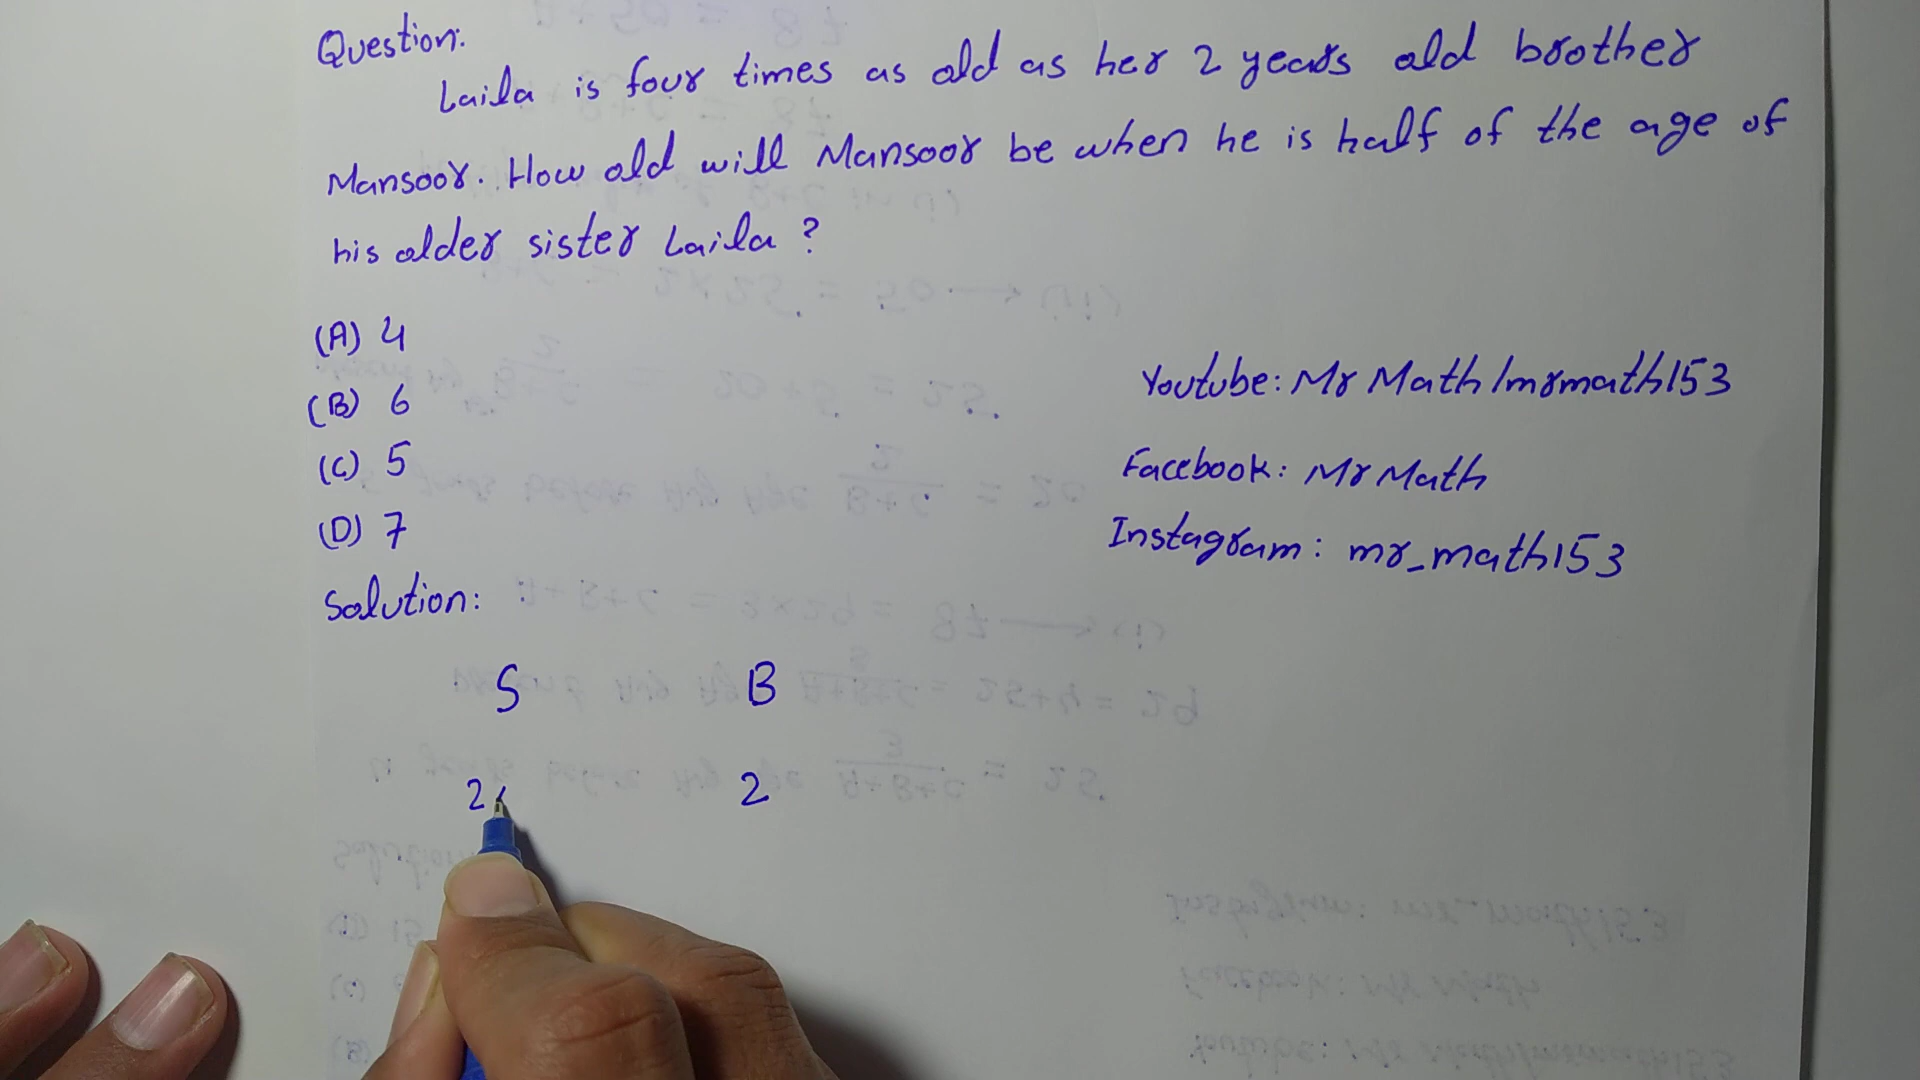 Question:
Laila is four times as old as her 2 years old brother
Mansoor. How old will Mansoor be when he is half of the age of
his older sister Laila ?
(A) 4
(B) 6
(C) 5
(D) 7
Youtube: Mr Math/mrmath153
Facebook: Mr Math
Instagram: mr_math153
Solution:
S B
2 2